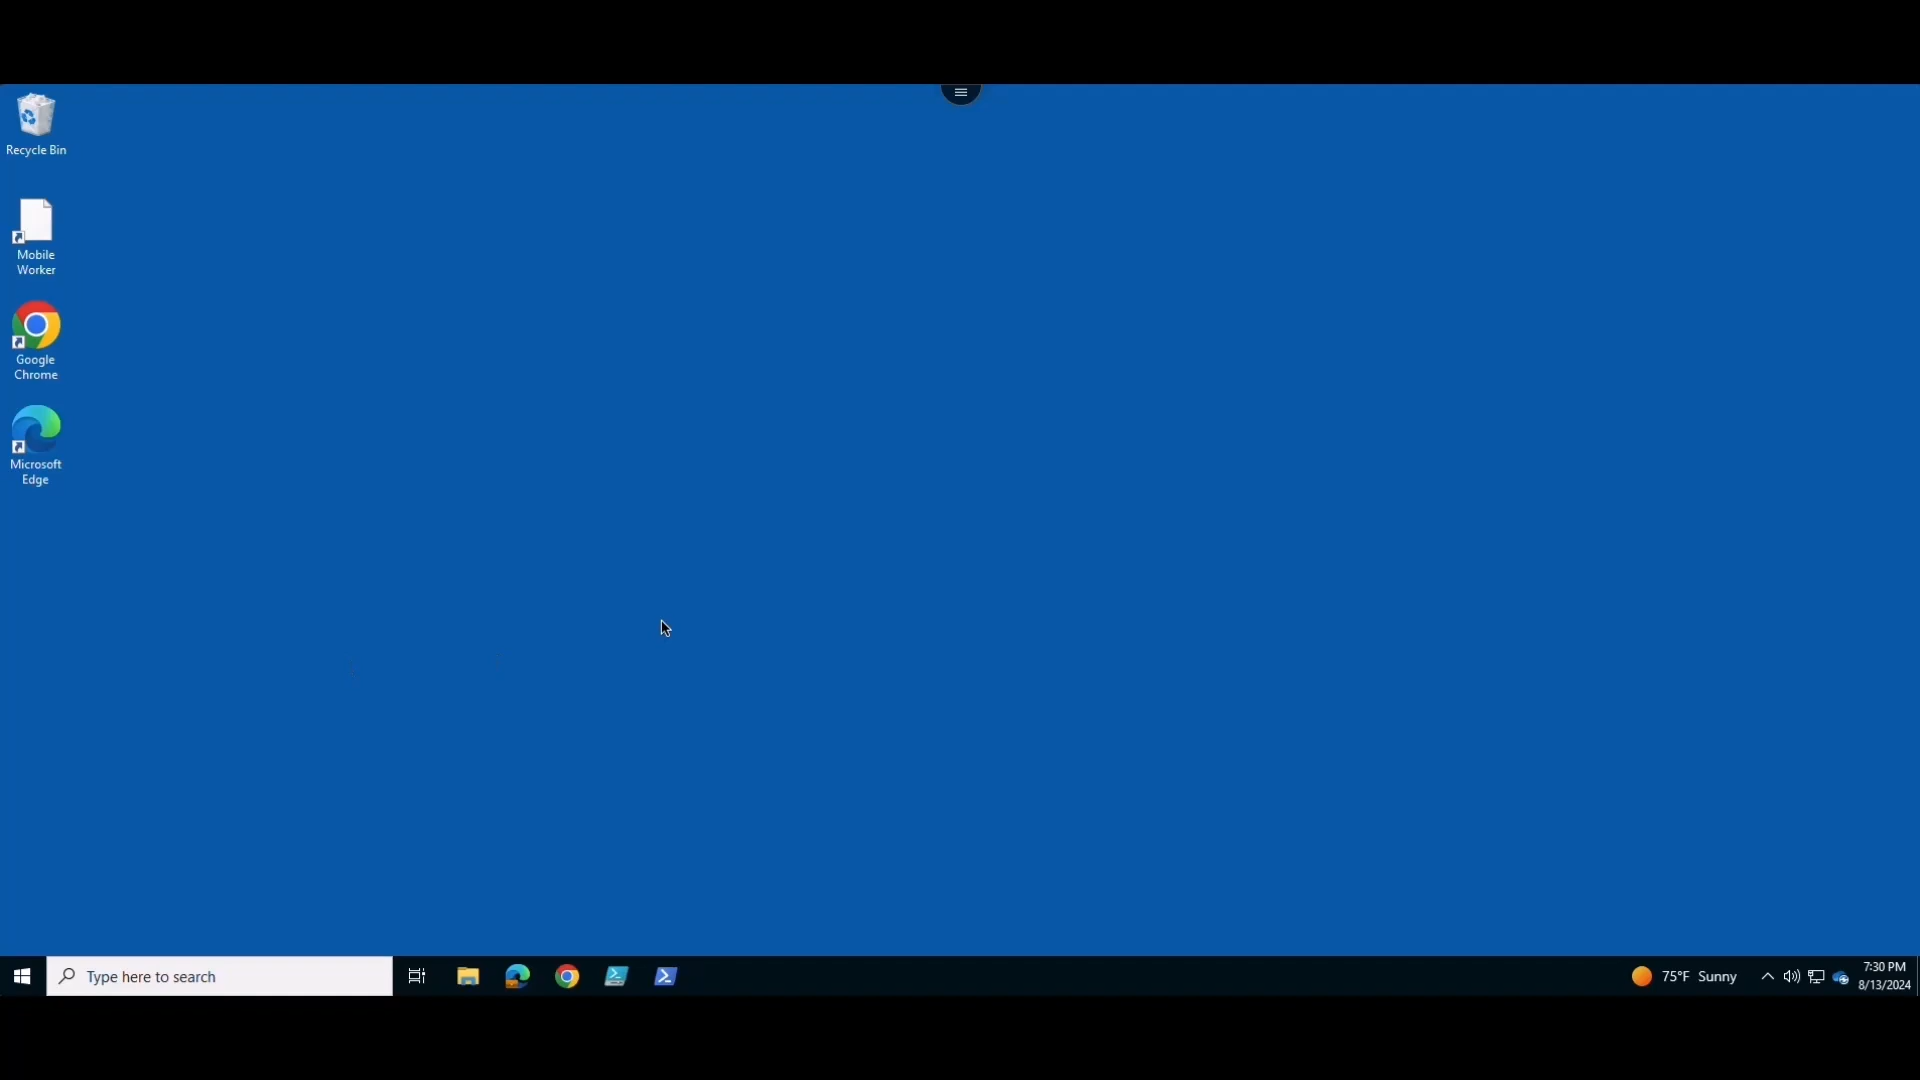 Recycle Bin
Mobile
Worker
Google
Chrome
Microsoft
Edge
Type here to search
75°F Sunny
7:30 PM
8/13/2024